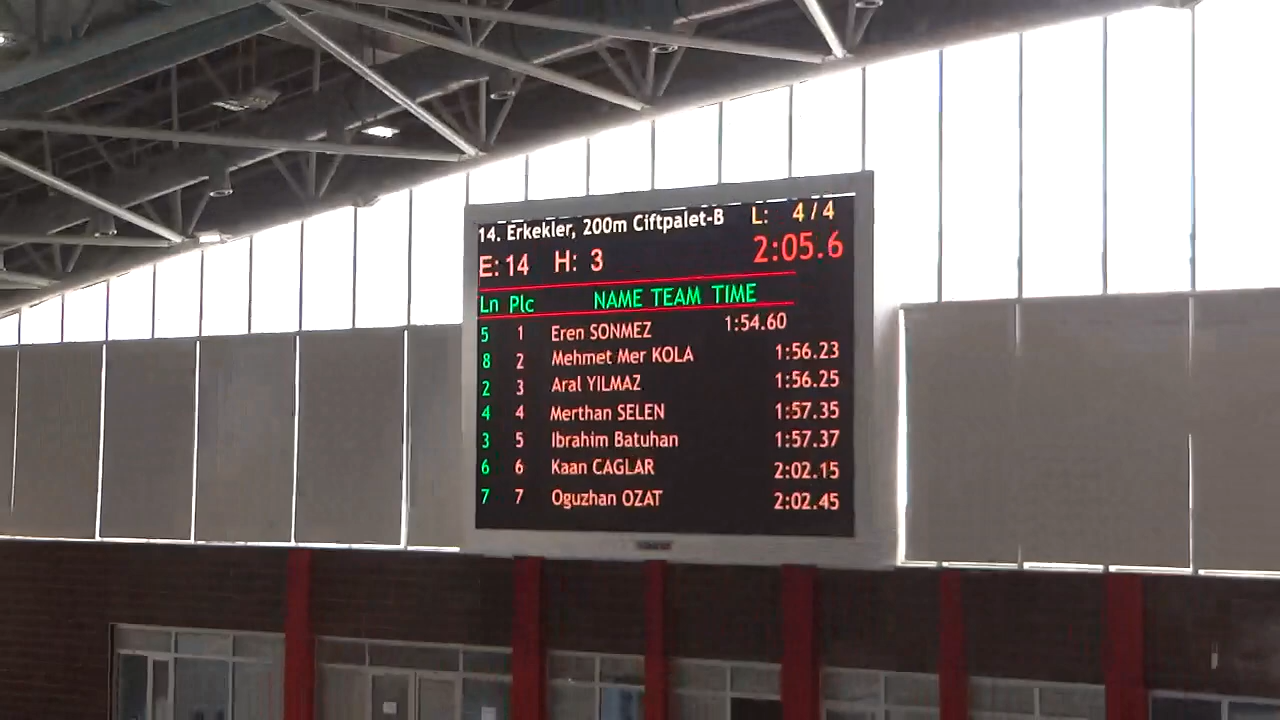 14. Erkekler, 200m Ciftpalet-B L: 4/4
E: 14 H: 3 2:05.6
Ln Plc NAME TEAM TIME
5 1 Eren SONMEZ 1:54.60
8 2 Mehmet Mer KOLA 1:56.23
2 3 Aral YILMAZ 1:56.25
4 4 Merthan SELEN 1:57.35
3 5 Ibrahim Batuhan 1:57.37
6 6 Kaan CAGLAR 2:02.15
7 7 Oguzhan OZAT 2:02.45